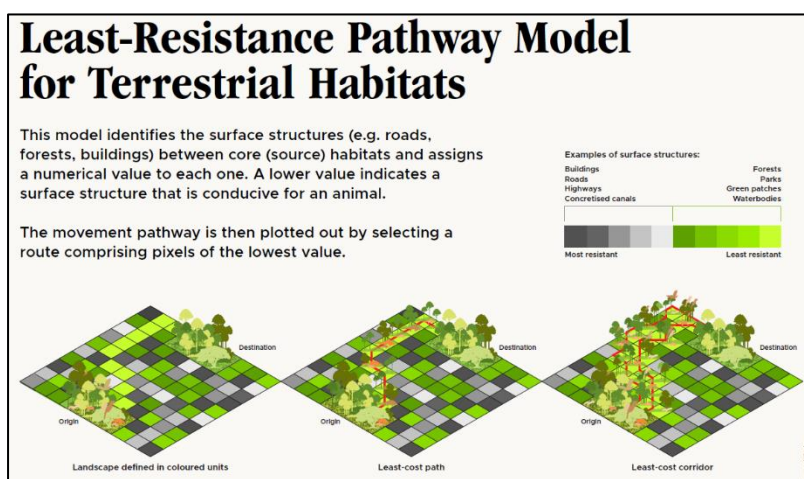 Least-Resistance Pathway Model
for Terrestrial Habitats
This model identifies the surface structures (e.g. roads,
forests, buildings) between core (source) habitats and assigns
a numerical value to each one. A lower value indicates a
surface structure that is conducive for an animal.
The movement pathway is then plotted out by selecting a
route comprising pixels of the lowest value.
Examples of surface structures:
Buildings
Roads
Highways
Concretised canals
Forests
Parks
Green patches
Waterbodies
Most resistant
Least resistant
Destination
Origin
Landscape defined in coloured units
Destination
Origin
Least-cost path
Destination
Origin
Least-cost corridor